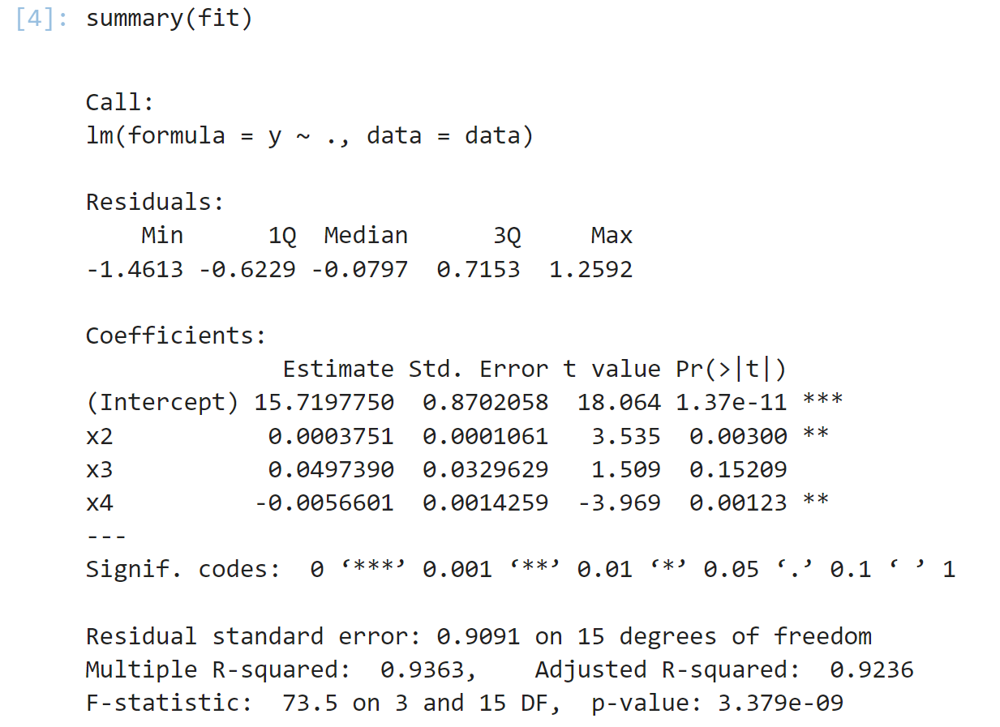 [4]: summary(fit)
Call:
lm(formula = y ~ ., data = data)
Residuals:
    Min      1Q  Median      3Q     Max
-1.4613 -0.6229 -0.0797  0.7153  1.2592
Coefficients:
              Estimate Std. Error t value Pr(>|t|)
(Intercept) 15.7197750  0.8702058  18.064 1.37e-11 ***
x2           0.0003751  0.0001061   3.535  0.00300 **
x3           0.0497390  0.0329629   1.509  0.15209
x4          -0.0056601  0.0014259  -3.969  0.00123 **
---
Signif. codes:  0 ‘***’ 0.001 ‘**’ 0.01 ‘*’ 0.05 ‘.’ 0.1 ‘ ’ 1
Residual standard error: 0.9091 on 15 degrees of freedom
Multiple R-squared:  0.9363,    Adjusted R-squared:  0.9236
F-statistic:  73.5 on 3 and 15 DF,  p-value: 3.379e-09